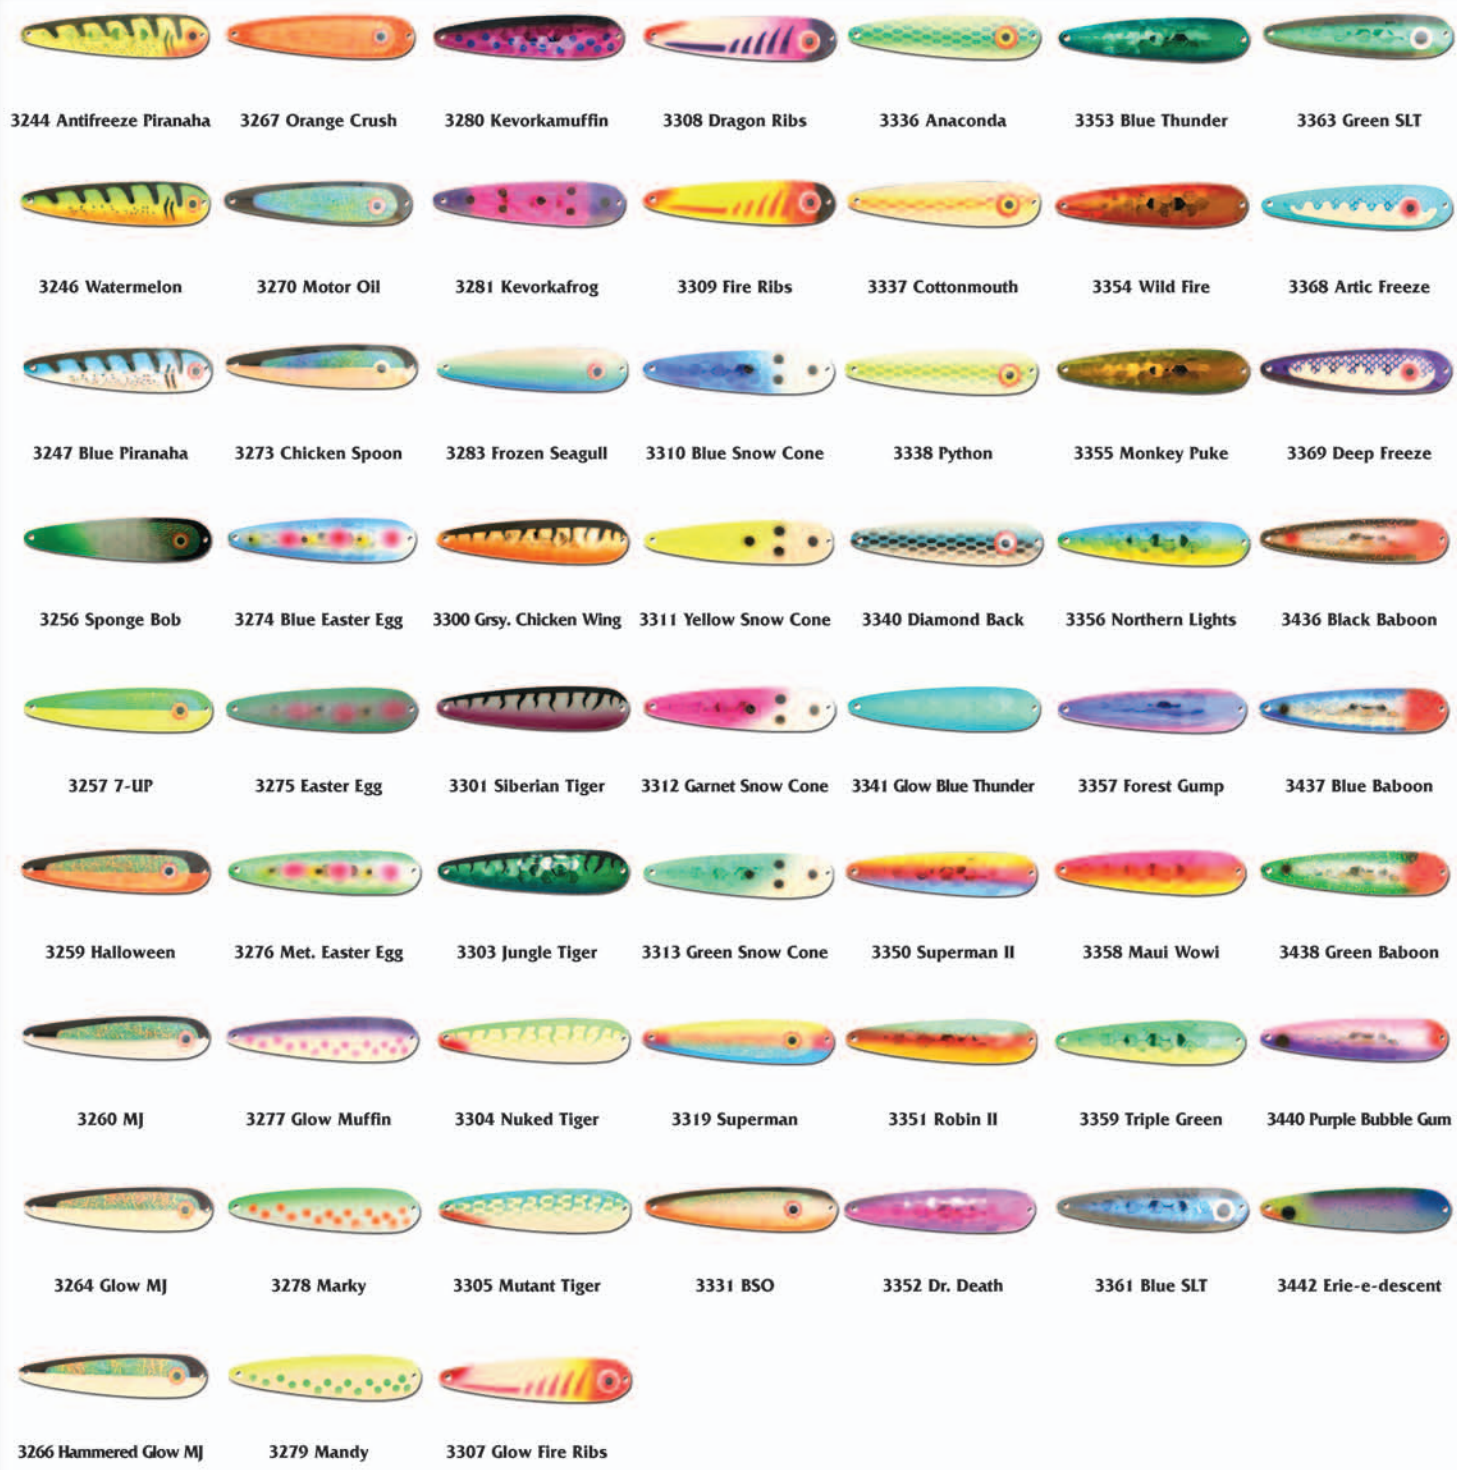 3244 Antifreeze Piranaha 3267 Orange Crush 3280 Kevorkamuffin 3308 Dragon Ribs 3336 Anaconda 3353 Blue Thunder 3363 Green SLT
3246 Watermelon 3270 Motor Oil 3281 Kevorkafrog 3309 Fire Ribs 3337 Cottonmouth 3354 Wild Fire 3368 Artic Freeze
3247 Blue Piranaha 3273 Chicken Spoon 3283 Frozen Seagull 3310 Blue Snow Cone 3338 Python 3355 Monkey Puke 3369 Deep Freeze
3256 Sponge Bob 3274 Blue Easter Egg 3300 Grsy. Chicken Wing 3311 Yellow Snow Cone 3340 Diamond Back 3356 Northern Lights 3436 Black Baboon
3257 7-UP 3275 Easter Egg 3301 Siberian Tiger 3312 Garnet Snow Cone 3341 Glow Blue Thunder 3357 Forest Gump 3437 Blue Baboon
3259 Halloween 3276 Met. Easter Egg 3303 Jungle Tiger 3313 Green Snow Cone 3350 Superman II 3358 Maui Wowi 3438 Green Baboon
3260 MJ 3277 Glow Muffin 3304 Nuked Tiger 3319 Superman 3351 Robin II 3359 Triple Green 3440 Purple Bubble Gum
3264 Glow MJ 3278 Marky 3305 Mutant Tiger 3331 BSO 3352 Dr. Death 3361 Blue SLT 3442 Erie-e-descent
3266 Hammered Glow MJ 3279 Mandy 3307 Glow Fire Ribs